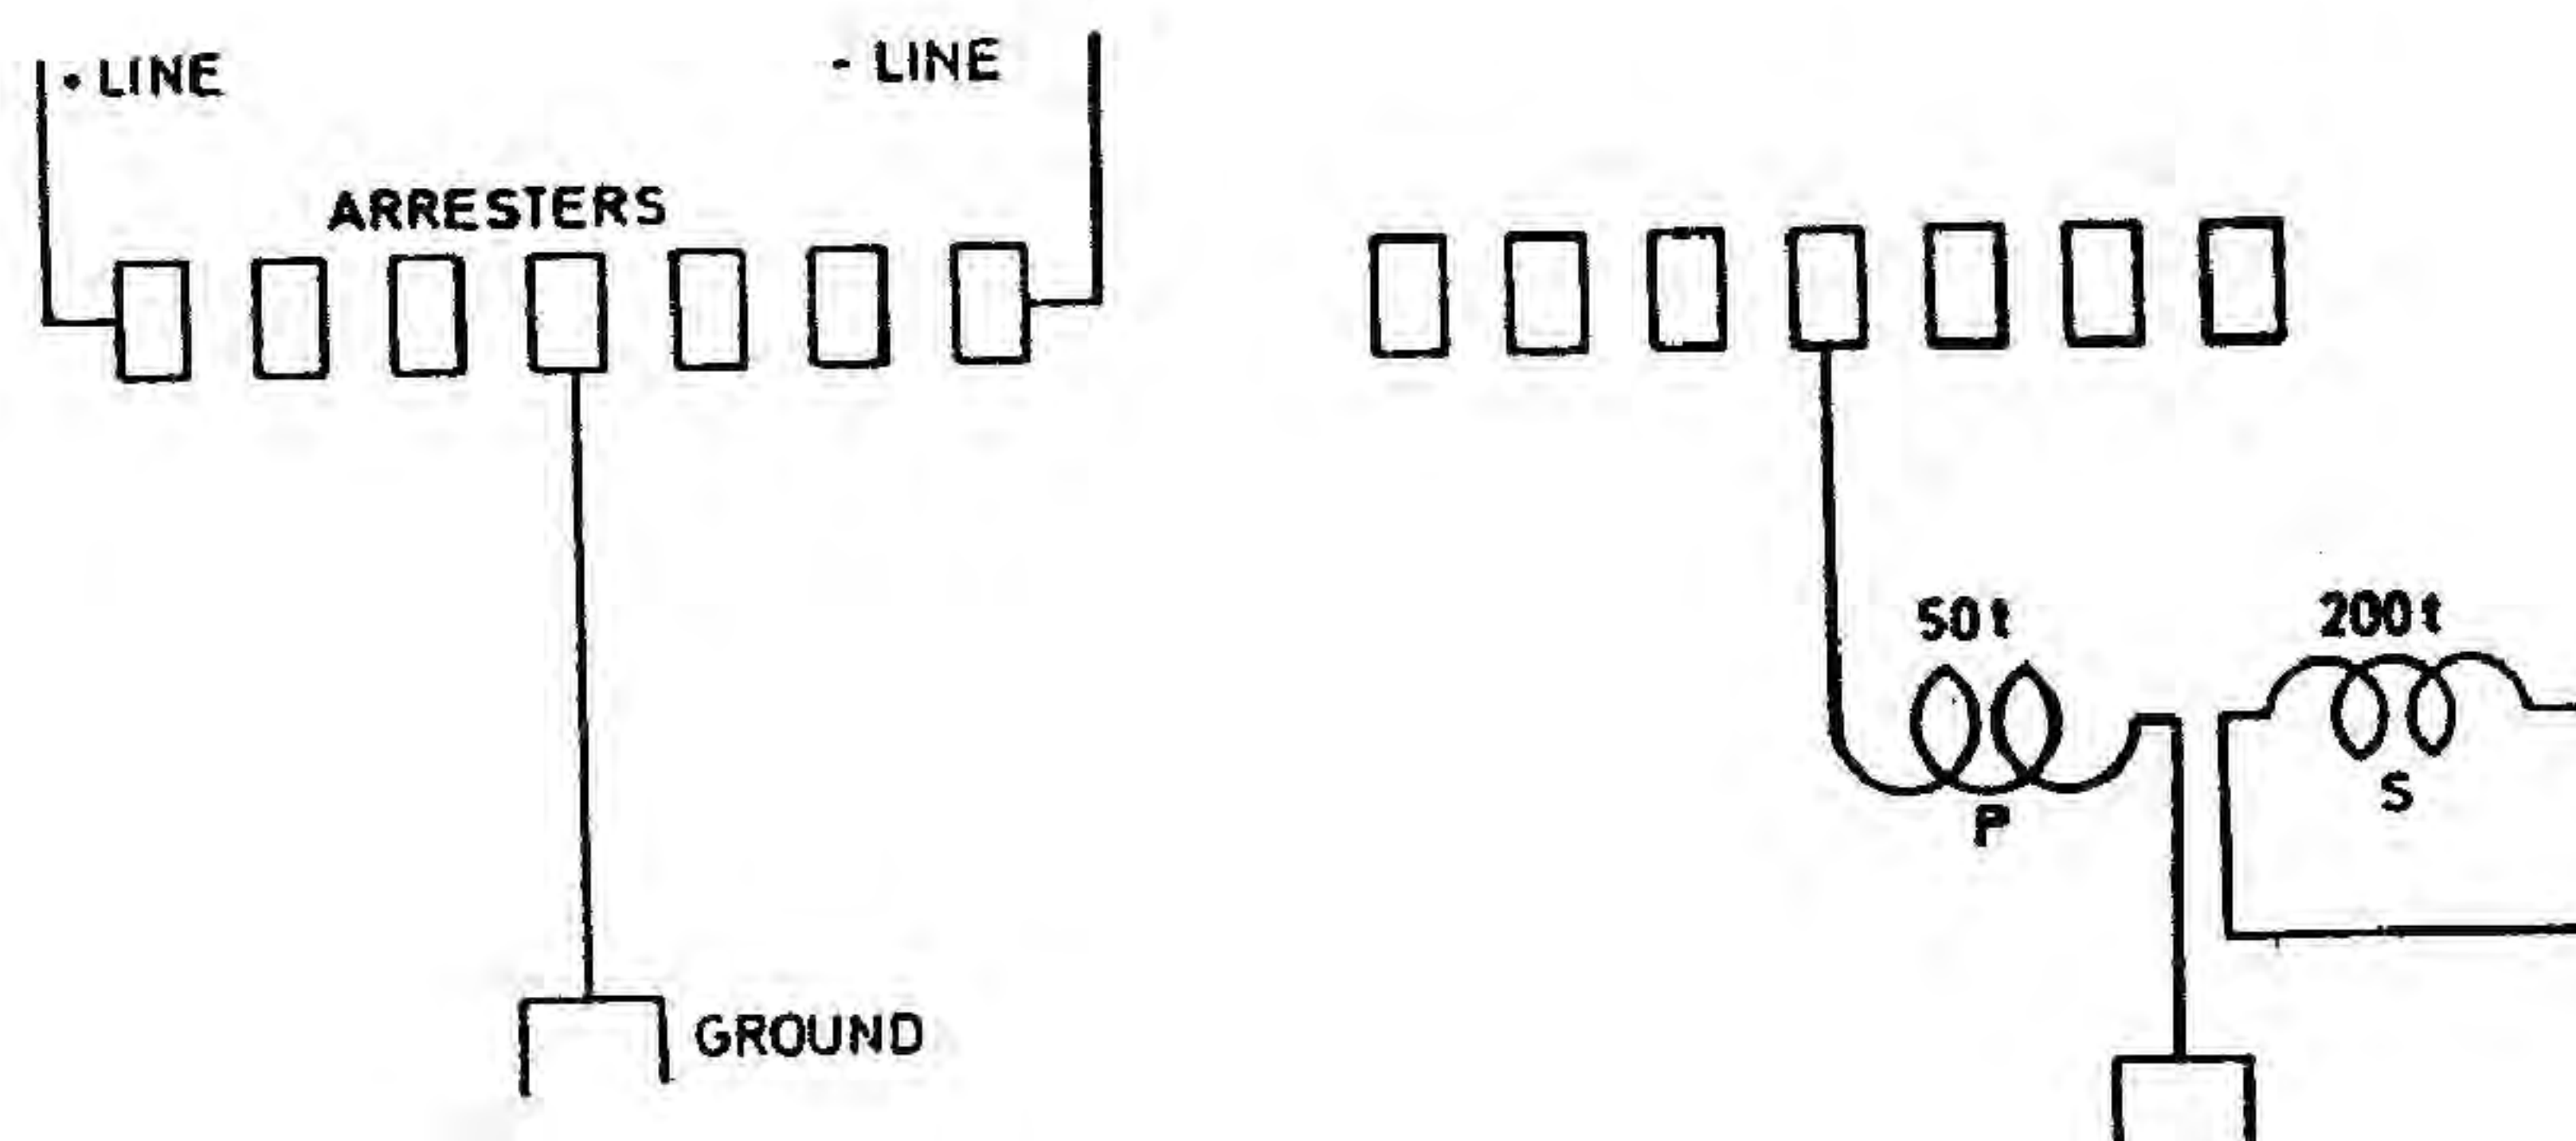 • LINE
- LINE
ARRESTERS
50t
200t
S
P
GROUND